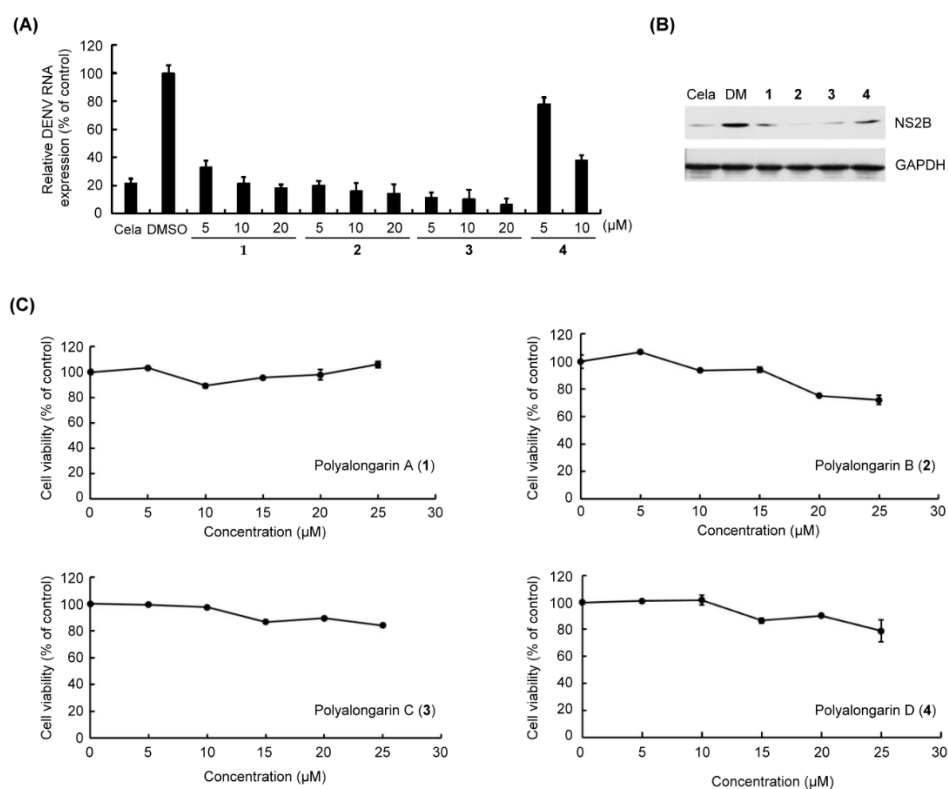 (A)
Relative DENV RNA
expression (% of control)
120
100
80
60
40
20
0
Cela DMSO 5 10 20 5 10 20 5 10 20 5 10 (µM)
1 2 3 4
(B)
Cela DM 1 2 3 4
NS2B
GAPDH
(C)
Cell viability (% of control)
120
100
80
60
40
20
0
Polyalongarin A (1)
0 5 10 15 20 25 30
Concentration (µM)
Cell viability (% of control)
120
100
80
60
40
20
0
Polyalongarin B (2)
0 5 10 15 20 25 30
Concentration (µM)
Cell viability (% of control)
120
100
80
60
40
20
0
Polyalongarin C (3)
0 5 10 15 20 25 30
Concentration (µM)
Cell viability (% of control)
120
100
80
60
40
20
0
Polyalongarin D (4)
0 5 10 15 20 25 30
Concentration (µM)